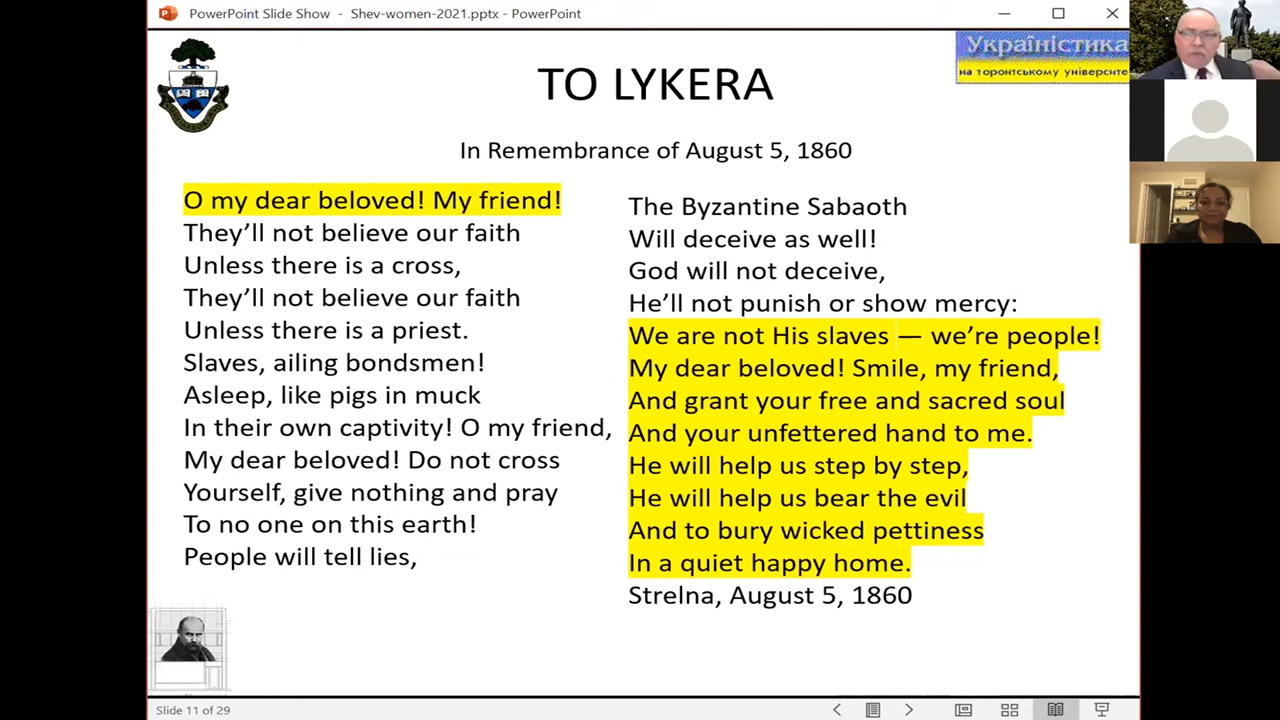 PowerPoint Slide Show - Shev-women-2021.pptx - PowerPoint
Україністика
на торонтському університе
TO LYKERA
In Remembrance of August 5, 1860
O my dear beloved! My friend!
They’ll not believe our faith
Unless there is a cross,
They’ll not believe our faith
Unless there is a priest.
Slaves, ailing bondsmen!
Asleep, like pigs in muck
In their own captivity! O my friend,
My dear beloved! Do not cross
Yourself, give nothing and pray
To no one on this earth!
People will tell lies,
The Byzantine Sabaoth
Will deceive as well!
God will not deceive,
He’ll not punish or show mercy:
We are not His slaves — we’re people!
My dear beloved! Smile, my friend,
And grant your free and sacred soul
And your unfettered hand to me.
He will help us step by step,
He will help us bear the evil
And to bury wicked pettiness
In a quiet happy home.
Strelna, August 5, 1860
Slide 11 of 29